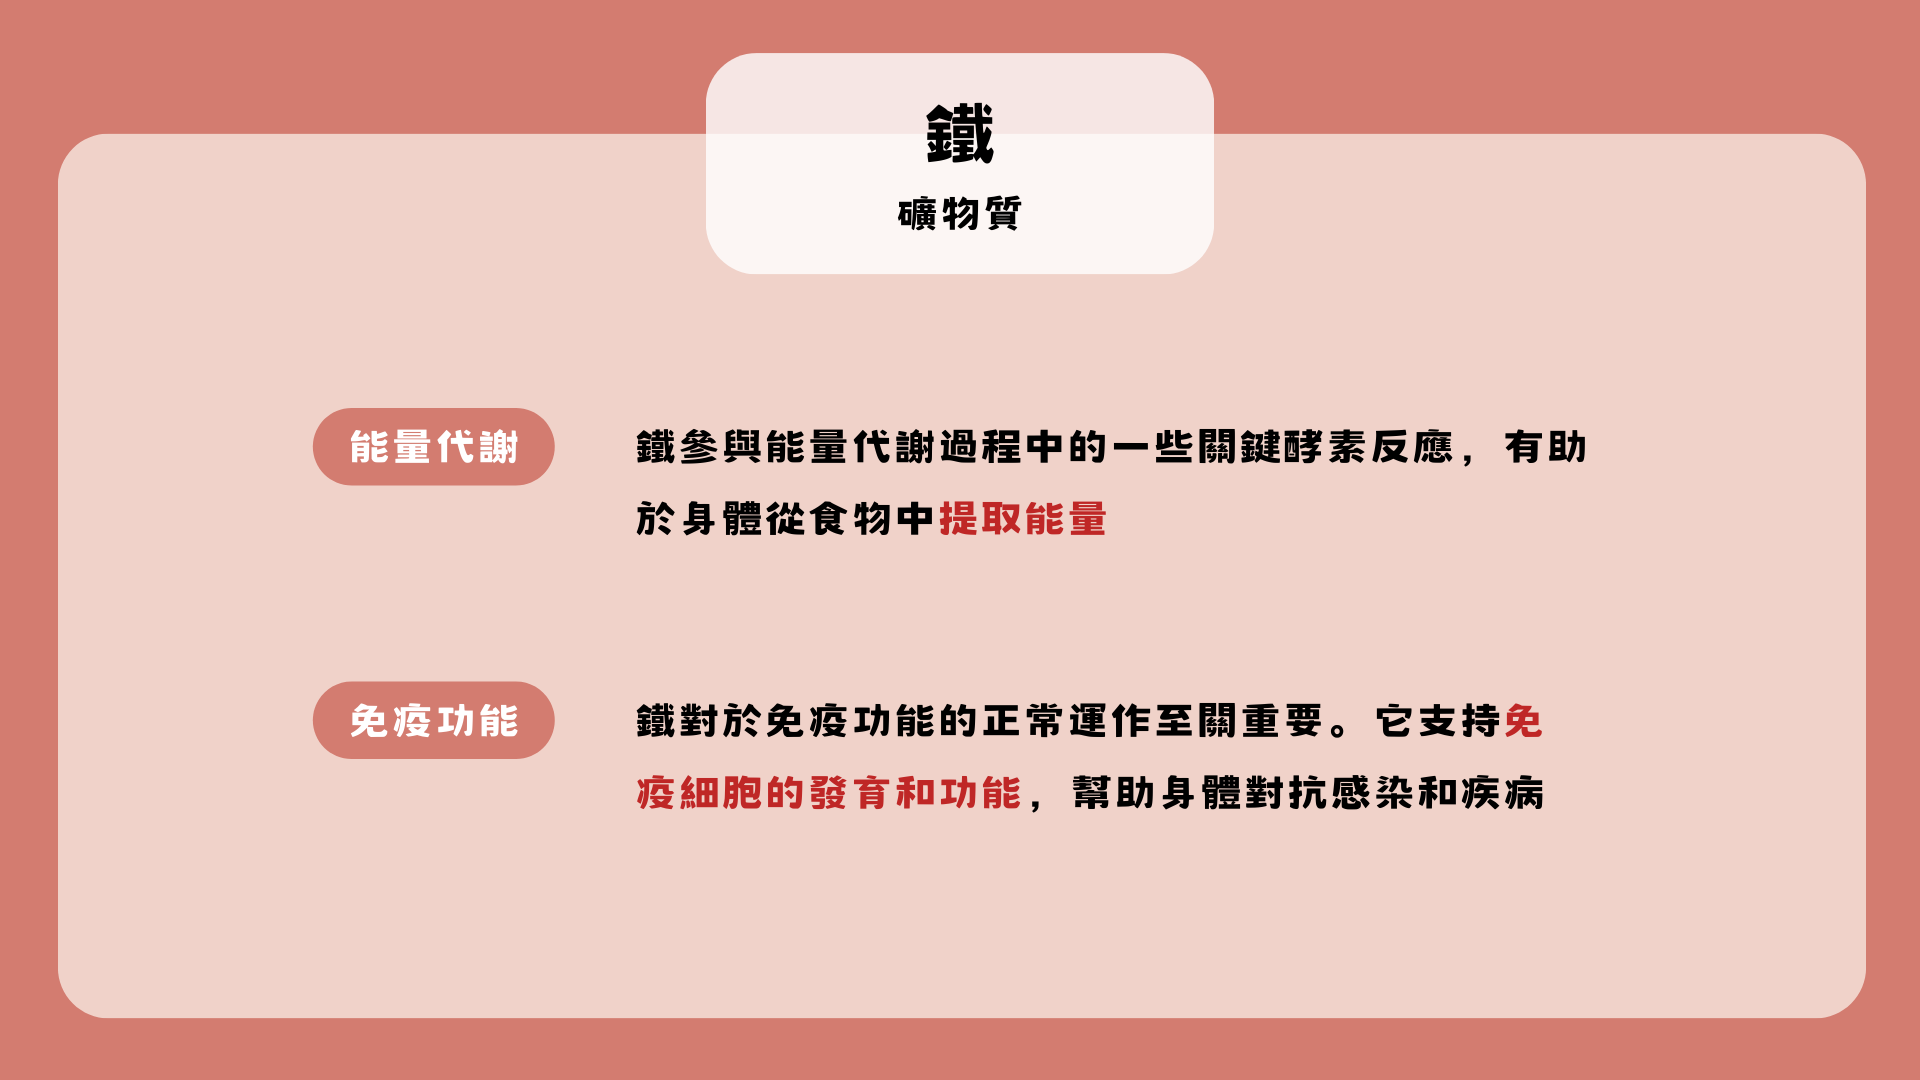 鐵
礦物質
能量代謝
鐵參與能量代謝過程中的一些關鍵酵素反應，有助
於身體從食物中提取能量
免疫功能
鐵對於免疫功能的正常運作至關重要。它支持免
疫細胞的發育和功能，幫助身體對抗感染和疾病